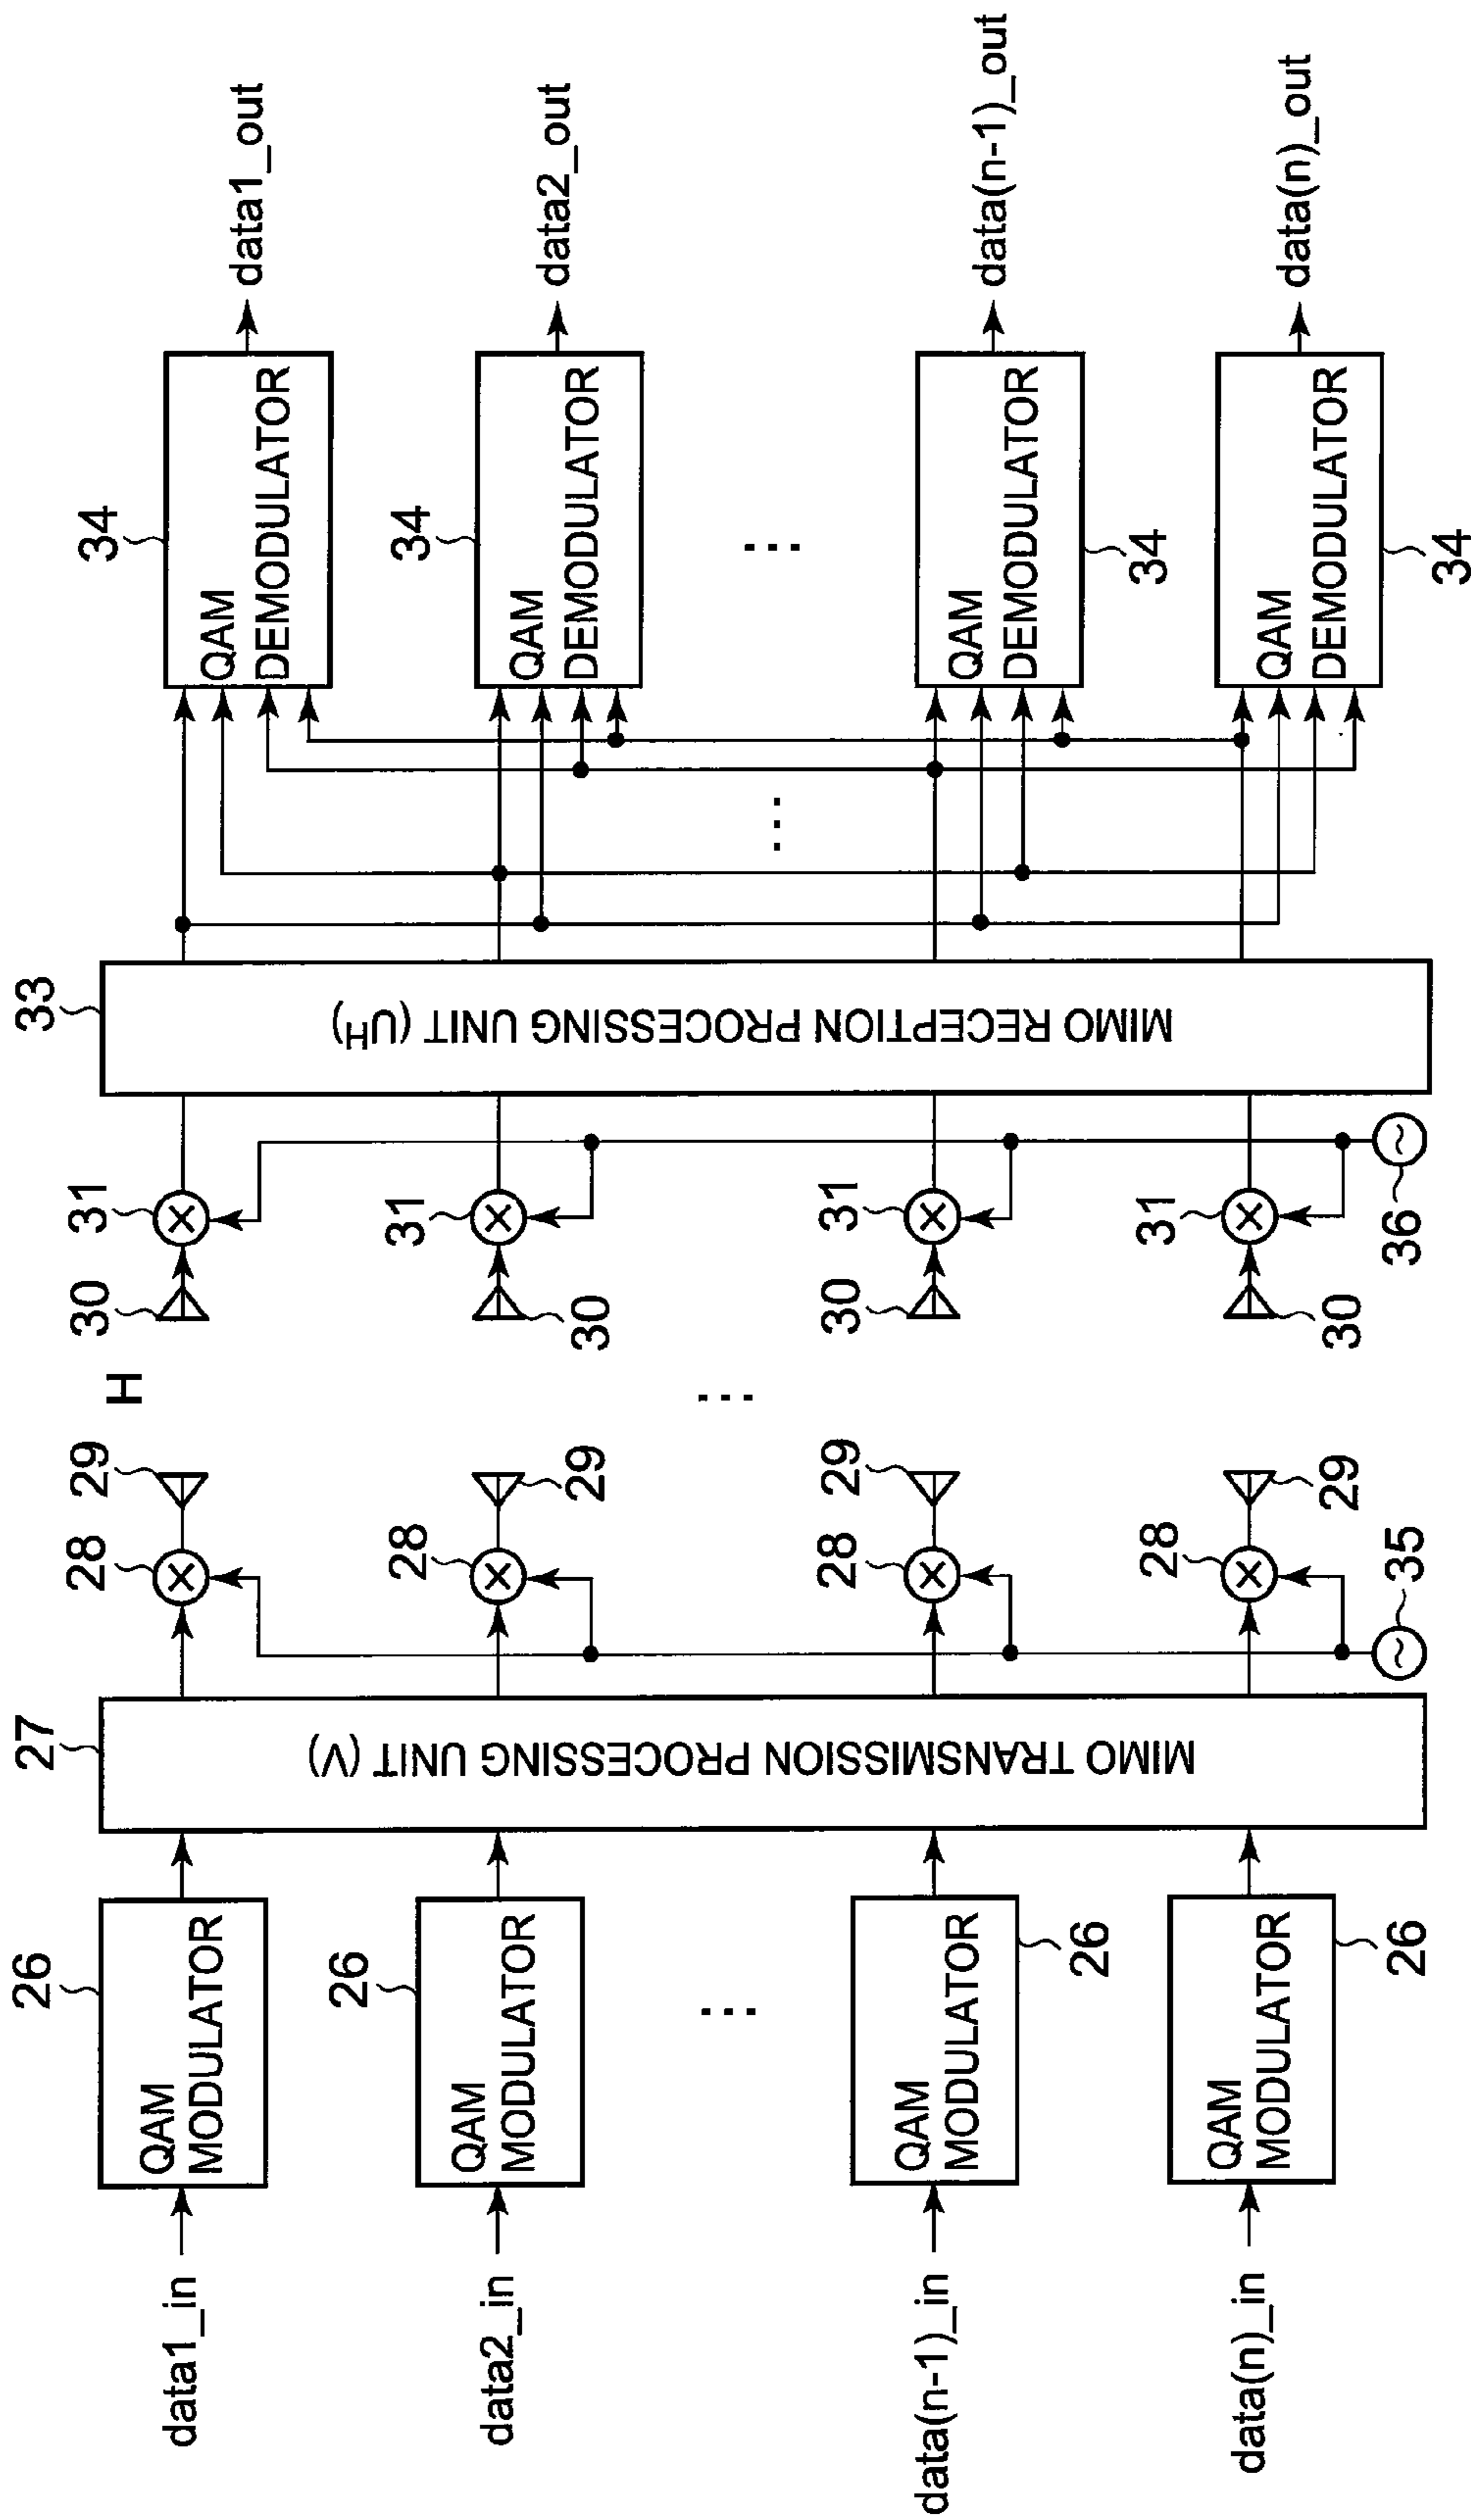 data1_in
26
QAM
MODULATOR
27
MIMO TRANSMISSION PROCESSING UNIT (V)
28
29
H
30
31
33
MIMO RECEPTION PROCESSING UNIT (UH)
34
QAM
DEMODULATOR
data1_out
data2_in
26
QAM
MODULATOR
28
29
30
31
34
QAM
DEMODULATOR
data2_out
...
...
...
...
data(n-1)_in
QAM
MODULATOR
26
28
29
30
31
QAM
DEMODULATOR
34
data(n-1)_out
data(n)_in
QAM
MODULATOR
26
28
29
35
30
31
36
QAM
DEMODULATOR
34
data(n)_out